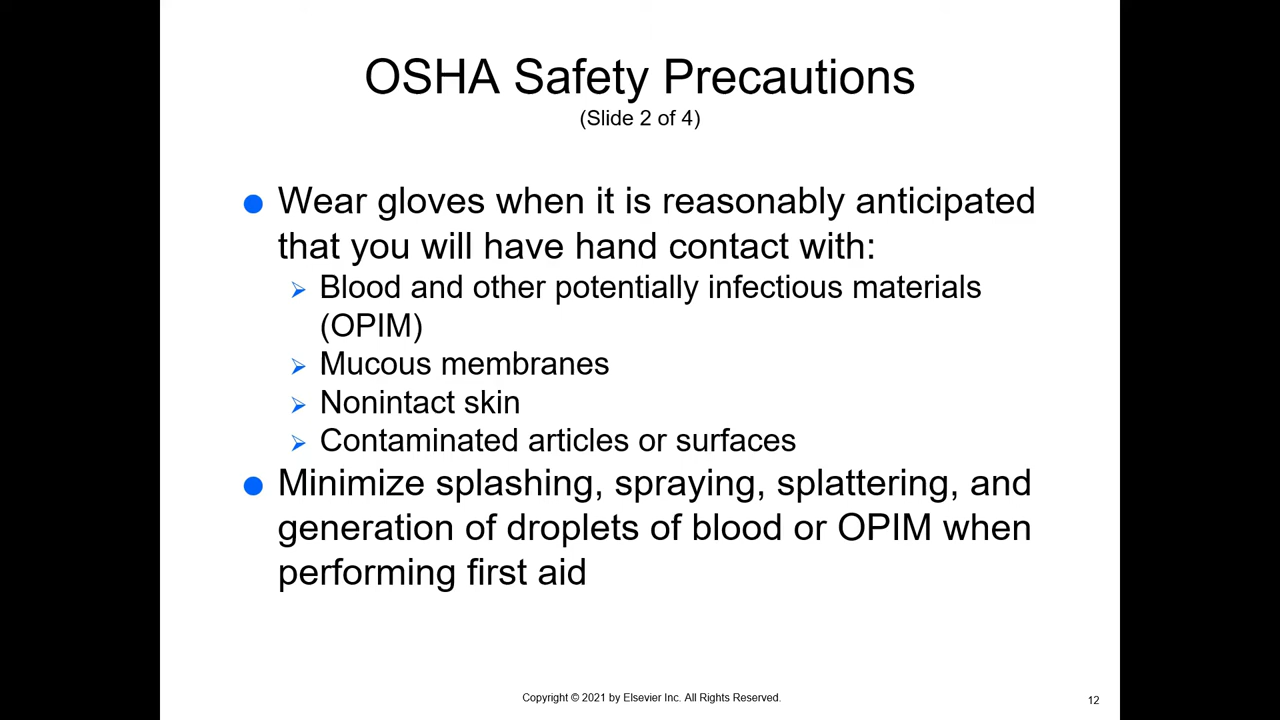 OSHA Safety Precautions
(Slide 2 of 4)
Wear gloves when it is reasonably anticipated
that you will have hand contact with:
Blood and other potentially infectious materials
(OPIM)
Mucous membranes
Nonintact skin
Contaminated articles or surfaces
Minimize splashing, spraying, splattering, and
generation of droplets of blood or OPIM when
performing first aid
Copyright © 2021 by Elsevier Inc. All Rights Reserved.
12